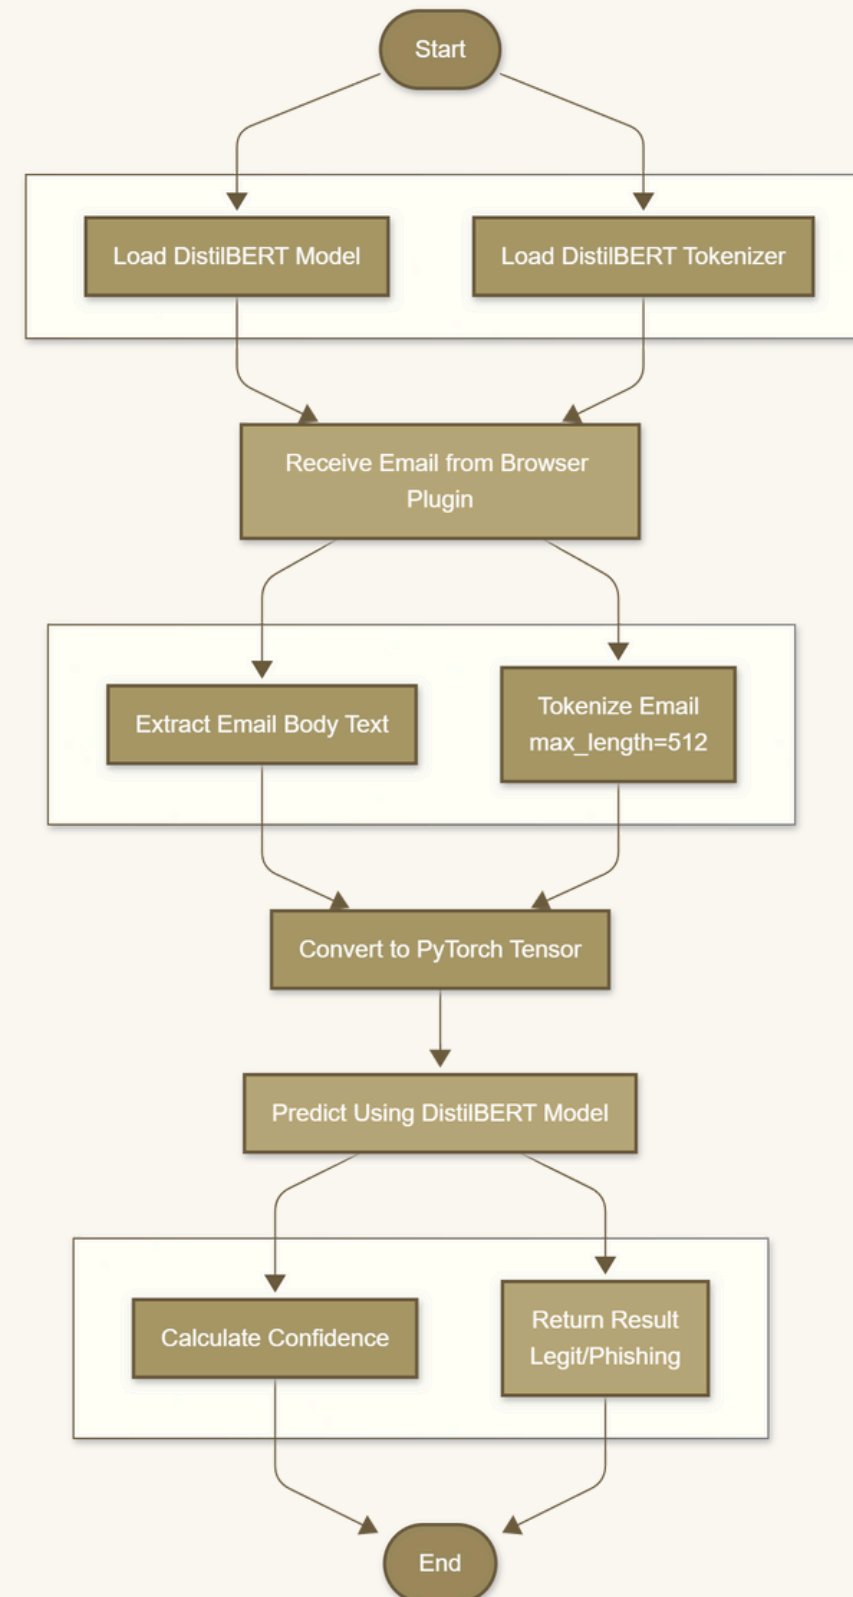 Start
Load DistilBERT Model
Load DistilBERT Tokenizer
Receive Email from Browser
Plugin
Extract Email Body Text
Tokenize Email
max_length=512
Convert to PyTorch Tensor
Predict Using DistilBERT Model
Calculate Confidence
Return Result
Legit/Phishing
End